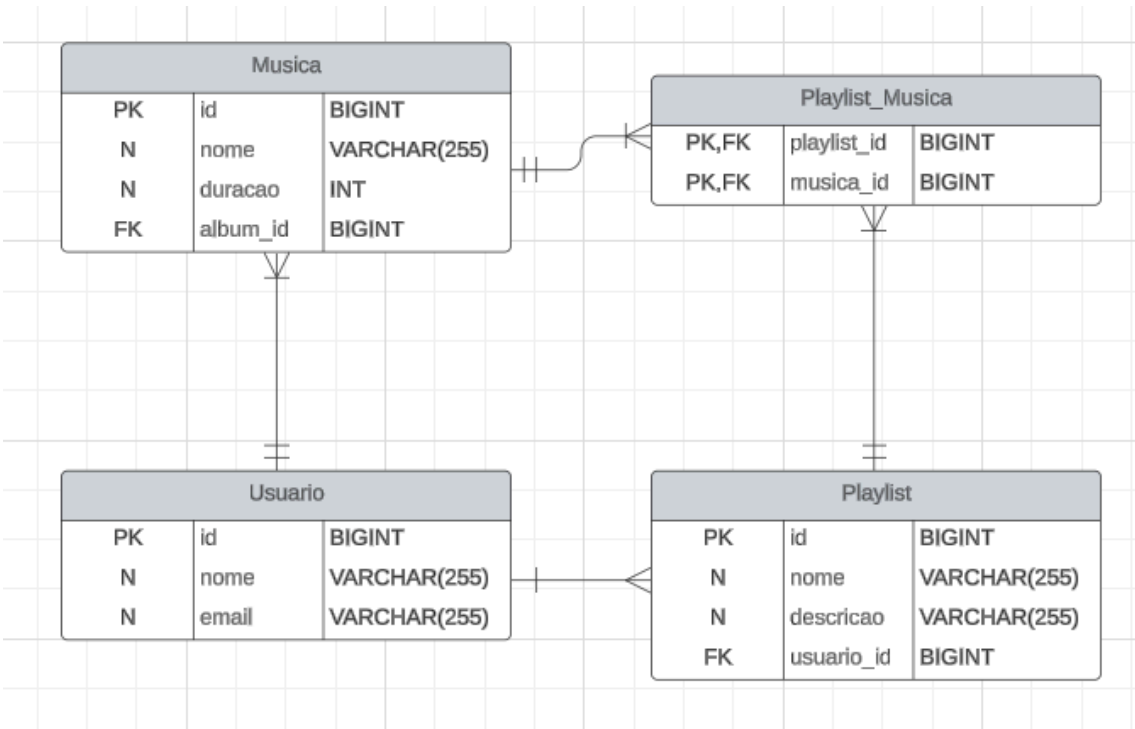 Musica
PK id BIGINT
N nome VARCHAR(255)
N duracao INT
FK album_id BIGINT
Playlist_Musica
PK,FK playlist_id BIGINT
PK,FK musica_id BIGINT
Usuario
PK id BIGINT
N nome VARCHAR(255)
N email VARCHAR(255)
Playlist
PK id BIGINT
N nome VARCHAR(255)
N descricao VARCHAR(255)
FK usuario_id BIGINT